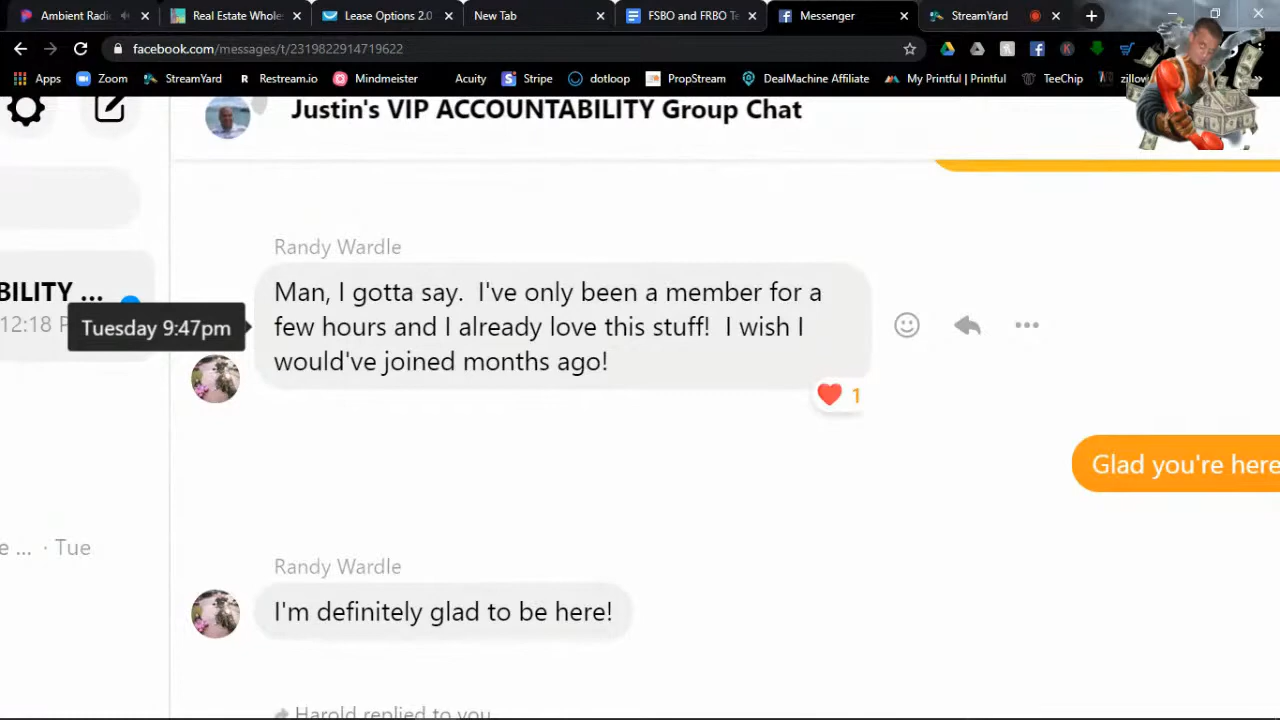 Ambient Radi
Real Estate Whole
Lease Options 2.0
New Tab
FSBO and FRBO Te
Messenger
StreamYard
facebook.com/messages/t/2319822914719622
Apps
Zoom
StreamYard
Restream.io
Mindmeister
Acuity
Stripe
dotloop
PropStream
DealMachine Affiliate
My Printful | Printful
TeeChip
zillow
Justin's VIP ACCOUNTABILITY Group Chat
Randy Wardle
Man, I gotta say. I've only been a member for a
few hours and I already love this stuff! I wish I
would've joined months ago!
1
BILITY ...
12:18 P
Tuesday 9:47pm
Glad you're here
e ... · Tue
Randy Wardle
I'm definitely glad to be here!
Harold replied to you